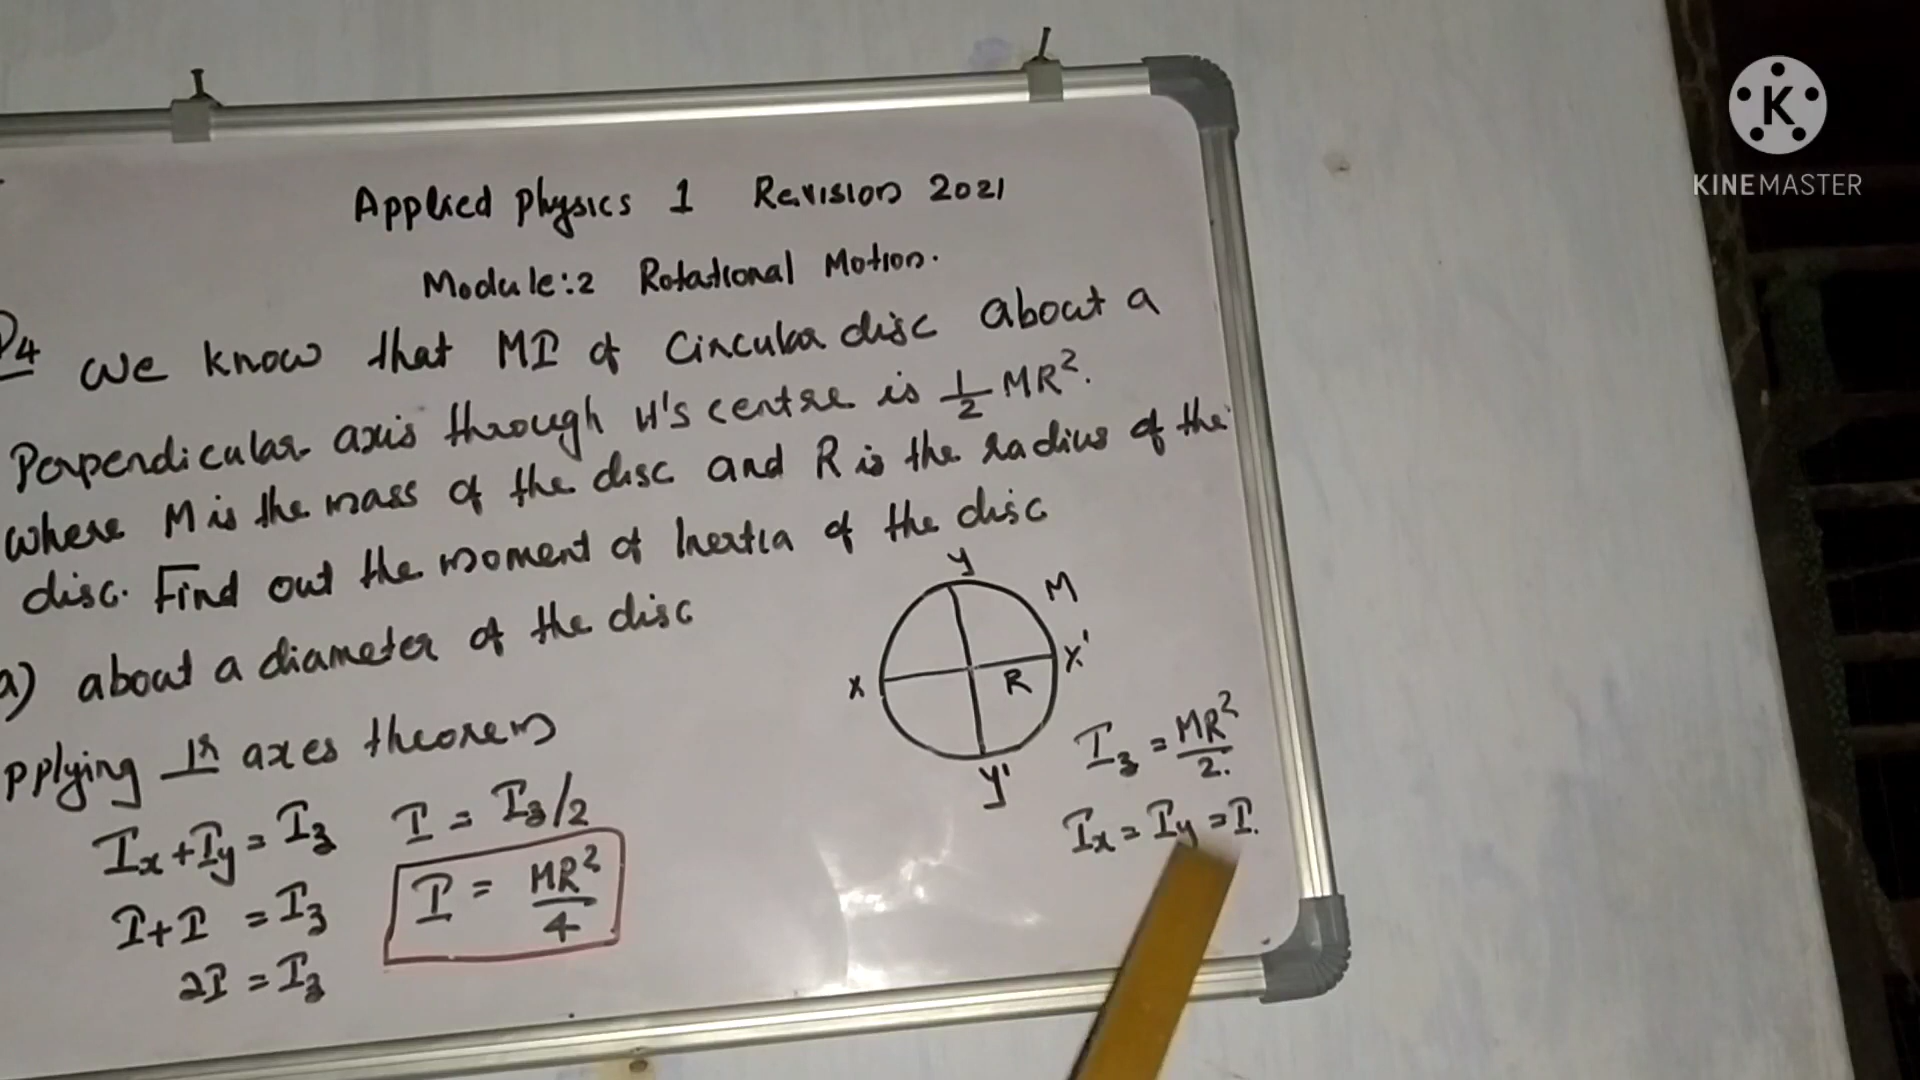 K
KINEMASTER
Applied physics 1 Revision 2021
Module:2 Rotational Motion.
4 We know that MI of Circular disc about a
Perpendicular axis through it's centre is 1/2 MR².
where M is the mass of the disc and R is the radius of the
disc. Find out the moment of Inertia of the disc
a) about a diameter of the disc
pplying ⊥r axes theorem
Ix+Iy=I₃ I = I₃/2
I+I = I₃ I = MR²/4
2I = I₃
y
M
x x'
R
y'
I₃ = MR²/2.
Ix = Iy = I.